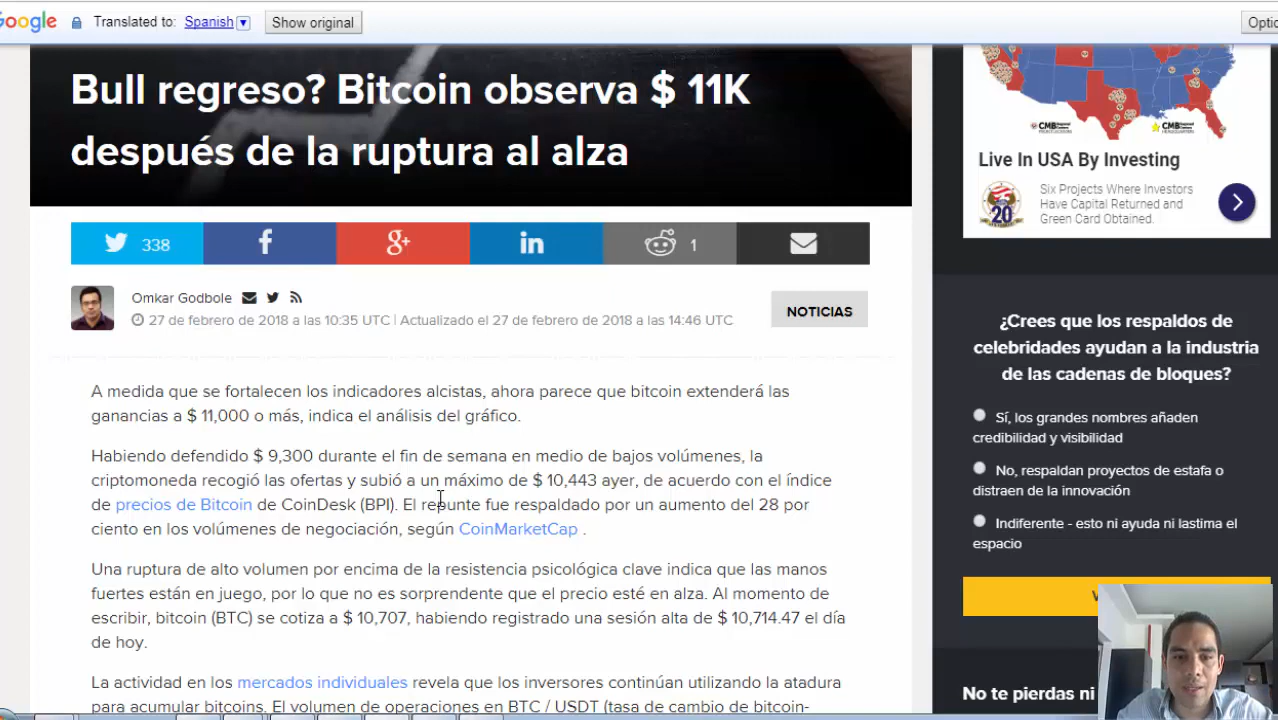 Google Translated to: Spanish Show original
Bull regreso? Bitcoin observa $ 11K
después de la ruptura al alza
338
1
Omkar Godbole
27 de febrero de 2018 a las 10:35 UTC | Actualizado el 27 de febrero de 2018 a las 14:46 UTC
NOTICIAS
A medida que se fortalecen los indicadores alcistas, ahora parece que bitcoin extenderá las
ganancias a $ 11,000 o más, indica el análisis del gráfico.
Habiendo defendido $ 9,300 durante el fin de semana en medio de bajos volúmenes, la
criptomoneda recogió las ofertas y subió a un máximo de $ 10,443 ayer, de acuerdo con el índice
de precios de Bitcoin de CoinDesk (BPI). El repunte fue respaldado por un aumento del 28 por
ciento en los volúmenes de negociación, según CoinMarketCap .
Una ruptura de alto volumen por encima de la resistencia psicológica clave indica que las manos
fuertes están en juego, por lo que no es sorprendente que el precio esté en alza. Al momento de
escribir, bitcoin (BTC) se cotiza a $ 10,707, habiendo registrado una sesión alta de $ 10,714.47 el día
de hoy.
La actividad en los mercados individuales revela que los inversores continúan utilizando la atadura
para acumular bitcoins. El volumen de operaciones en BTC / USDT (tasa de cambio de bitcoin-
CMB
CMB
Live In USA By Investing
20
Six Projects Where Investors
Have Capital Returned and
Green Card Obtained.
¿Crees que los respaldos de
celebridades ayudan a la industria
de las cadenas de bloques?
Sí, los grandes nombres añaden
credibilidad y visibilidad
No, respaldan proyectos de estafa o
distraen de la innovación
Indiferente - esto ni ayuda ni lastima el
espacio
No te pierdas ni